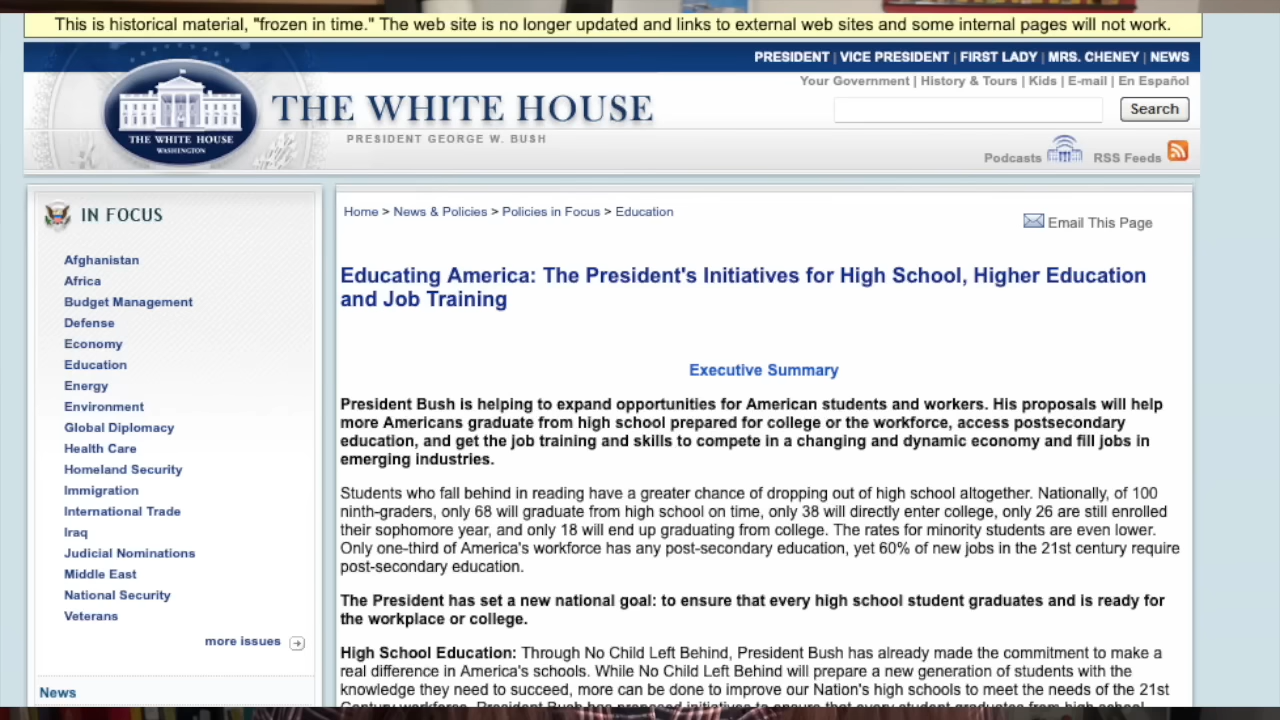 This is historical material, "frozen in time." The web site is no longer updated and links to external web sites and some internal pages will not work.
PRESIDENT | VICE PRESIDENT | FIRST LADY | MRS. CHENEY | NEWS
Your Government | History & Tours | Kids | E-mail | En Español
THE WHITE HOUSE
PRESIDENT GEORGE W. BUSH
THE WHITE HOUSE
WASHINGTON
Search
Podcasts
RSS Feeds
IN FOCUS
Afghanistan
Africa
Budget Management
Defense
Economy
Education
Energy
Environment
Global Diplomacy
Health Care
Homeland Security
Immigration
International Trade
Iraq
Judicial Nominations
Middle East
National Security
Veterans
more issues
News
Home > News & Policies > Policies in Focus > Education
Email This Page
Educating America: The President's Initiatives for High School, Higher Education
and Job Training
Executive Summary
President Bush is helping to expand opportunities for American students and workers. His proposals will help
more Americans graduate from high school prepared for college or the workforce, access postsecondary
education, and get the job training and skills to compete in a changing and dynamic economy and fill jobs in
emerging industries.
Students who fall behind in reading have a greater chance of dropping out of high school altogether. Nationally, of 100
ninth-graders, only 68 will graduate from high school on time, only 38 will directly enter college, only 26 are still enrolled
their sophomore year, and only 18 will end up graduating from college. The rates for minority students are even lower.
Only one-third of America's workforce has any post-secondary education, yet 60% of new jobs in the 21st century require
post-secondary education.
The President has set a new national goal: to ensure that every high school student graduates and is ready for
the workplace or college.
High School Education: Through No Child Left Behind, President Bush has already made the commitment to make a
real difference in America's schools. While No Child Left Behind will prepare a new generation of students with the
knowledge they need to succeed, more can be done to improve our Nation's high schools to meet the needs of the 21st
Century workforce. President Bush has proposed initiatives to ensure that every student graduates from high school